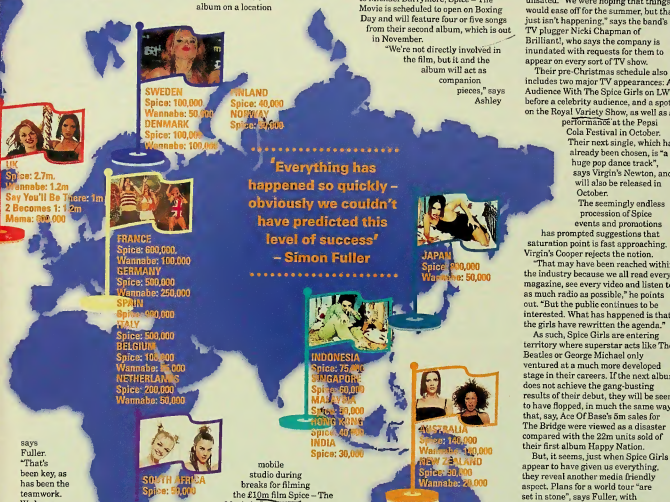 album on a location
Movie is scheduled to open on Boxing
Day and will feature four or five songs
from their second album, which is out
in November.
"We're not directly involved in
the film, but it and the
album will act as
companion
pieces," says
Ashley
would ease off for the summer, but tha
just isn't happening," says the band's
TV plugger Nicki Chapman of
Brilliant!, who says the company is
inundated with requests for them to
appear on every sort of TV show.
Their pre-Christmas schedule also
includes two major TV appearances: A
Audience With The Spice Girls on LW
before a celebrity audience, and a spo
on the Royal Variety Show, as well as
performance at the Pepsi
Cola Festival in October.
Their next single, which ha
already been chosen, is "a
huge pop dance track",
says Virgin's Newton, and
will also be released in
October.
The seemingly endless
procession of Spice
events and promotions
has prompted suggestions that
saturation point is fast approaching.
Virgin's Cooper rejects the notion.
"That may have been reached within
the industry because we all read every
magazine, see every video and listen to
as much radio as possible," he points
out. "But the public continues to be
interested. What has happened is that
the girls have rewritten the agenda."
As such, Spice Girls are entering
territory where superstar acts like The
Beatles or George Michael only
ventured at a much more developed
stage in their careers. If the next albu
does not achieve the gang-busting
results of their debut, they will be seen
to have flopped, in much the same way
that, say, Ace Of Base's 5m sales for
The Bridge were viewed as a disaster
compared with the 22m units sold of
their first album Happy Nation.
But, it seems, just when Spice Girls
appear to have given us everything,
they reveal another media friendly
aspect. Plans for a world tour "are
set in stone", says Fuller, with
SWEDEN
Spice: 100,000
Wannabe: 50,000
DENMARK
Spice: 100,000
Wannabe: 100,000
FINLAND
Spice: 40,000
NORWAY
Spice:
UK
Spice: 2.7m.
Wannabe: 1.2m
Say You'll Be There: 1m
2 Becomes 1: 1.2m
Mama:
'Everything has
happened so quickly –
obviously we couldn't
have predicted this
level of success'
– Simon Fuller
FRANCE
Spice: 600,000,
Wannabe: 100,000
GERMANY
Spice: 500,000
Wannabe: 250,000
SPAIN
Spice:
ITALY
Spice: 500,000
BELGIUM
Spice:
Wannabe:
NETHERLANDS
Spice: 200,000
Wannabe: 50,000
JAPAN
Spice:
Wannabe: 50,000
INDONESIA
Spice:
SINGAPORE
Spice:
MALAYSIA
Spice:
HONG KONG
Spice:
INDIA
Spice: 30,000
AUSTRALIA
Spice: 140,000
Wannabe:
NEW ZEALAND
Spice:
Wannabe: 20,000
SOUTH AFRICA
Spice: 50,000
says
Fuller.
"That's
been key, as
has been the
teamwork.
mobile
studio during
breaks for filming
the £10m film Spice – The